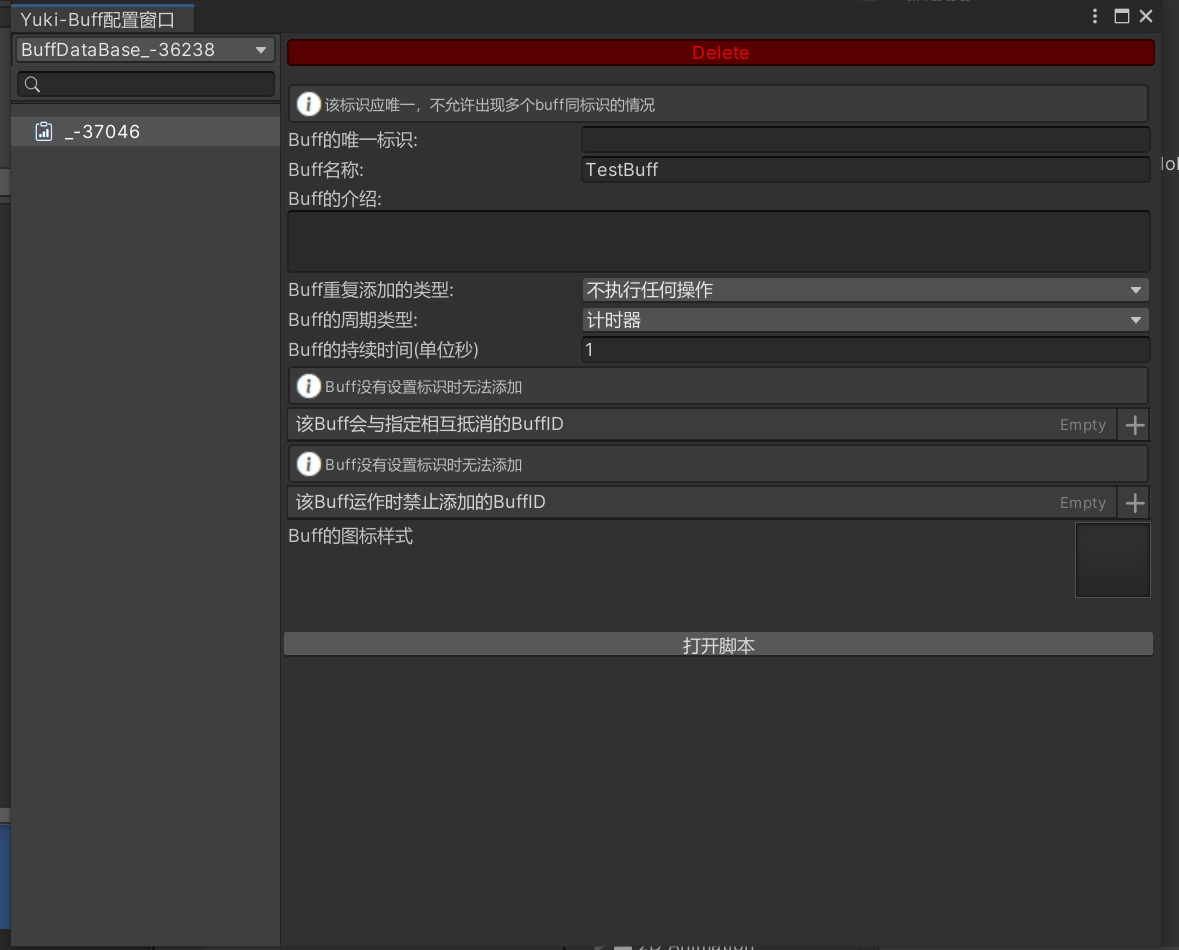 Yuki-Buff配置窗口
BuffDataBase_-36238
_-37046
Delete
该标识应唯一，不允许出现多个buff同标识的情况
Buff的唯一标识:
Buff名称:
TestBuff
Buff的介绍:
Buff重复添加的类型:
不执行任何操作
Buff的周期类型:
计时器
Buff的持续时间(单位秒)
1
Buff没有设置标识时无法添加
该Buff会与指定相互抵消的BuffID
Empty
Buff没有设置标识时无法添加
该Buff运作时禁止添加的BuffID
Empty
Buff的图标样式
打开脚本